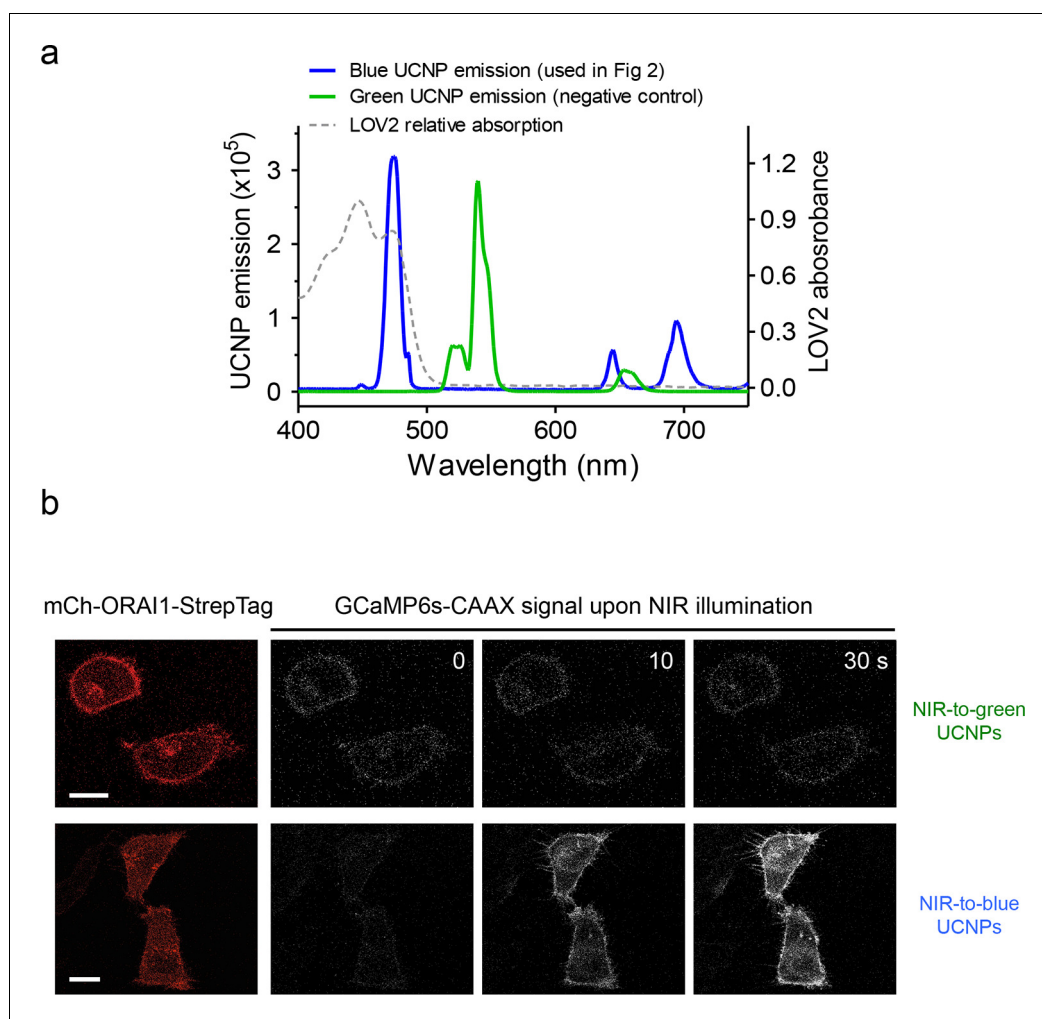 a
Blue UCNP emission (used in Fig 2)
Green UCNP emission (negative control)
LOV2 relative absorption
UCNP emission (x10⁵)
3
2
1
0
1.2
0.9
0.6
0.3
0.0
LOV2 abosrobance
400
500
600
700
Wavelength (nm)
b
mCh-ORAI1-StrepTag
GCaMP6s-CAAX signal upon NIR illumination
0
10
30 s
NIR-to-green
UCNPs
NIR-to-blue
UCNPs